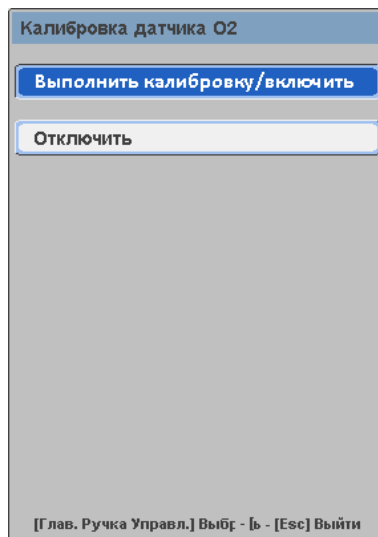 Калибровка датчика O2
Выполнить калибровку/включить
Отключить
[Глав. Ручка Управл.] Выбр - [ь - [Esc] Выйти